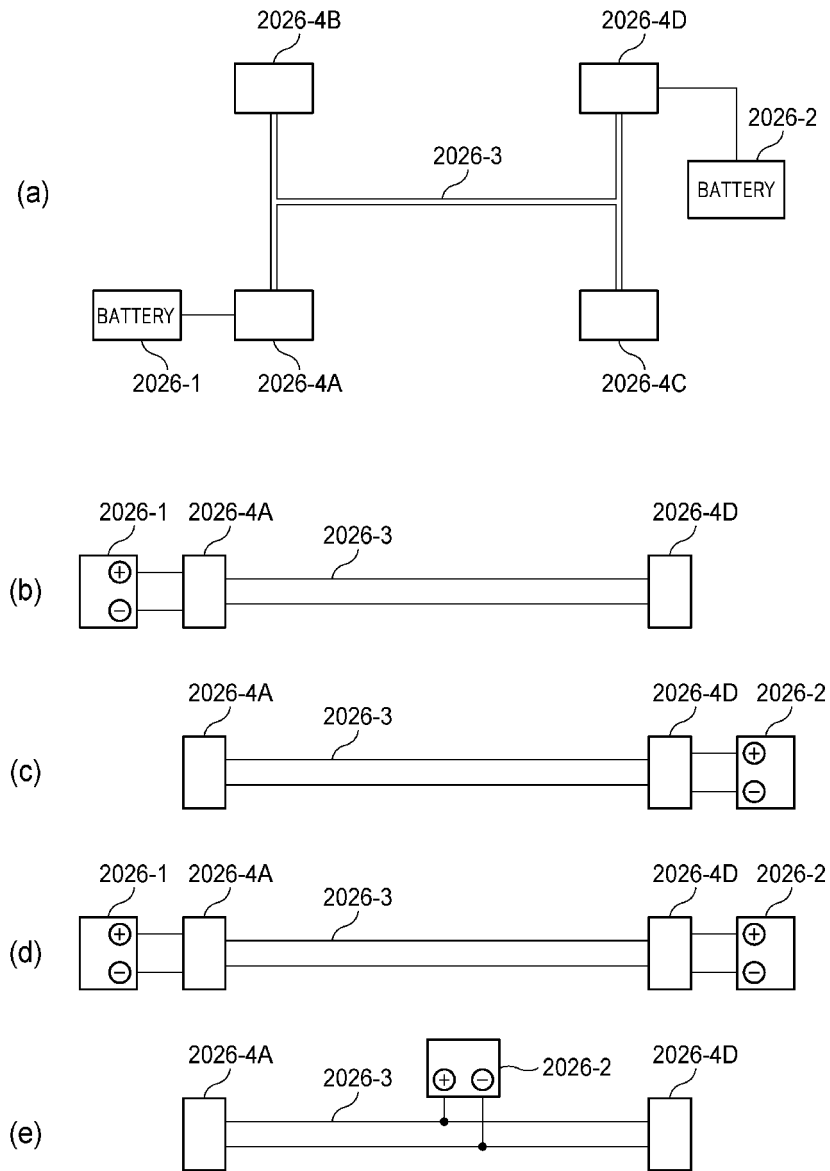 2026-4B 2026-4D
2026-2
2026-3
(a)
BATTERY
BATTERY
2026-1 2026-4A 2026-4C
2026-1 2026-4A 2026-3 2026-4D
(b)
+
−
2026-4A 2026-3 2026-4D 2026-2
(c)
+
−
2026-1 2026-4A 2026-3 2026-4D 2026-2
(d)
+ +
− −
2026-4A 2026-3 2026-2 2026-4D
+ −
(e)